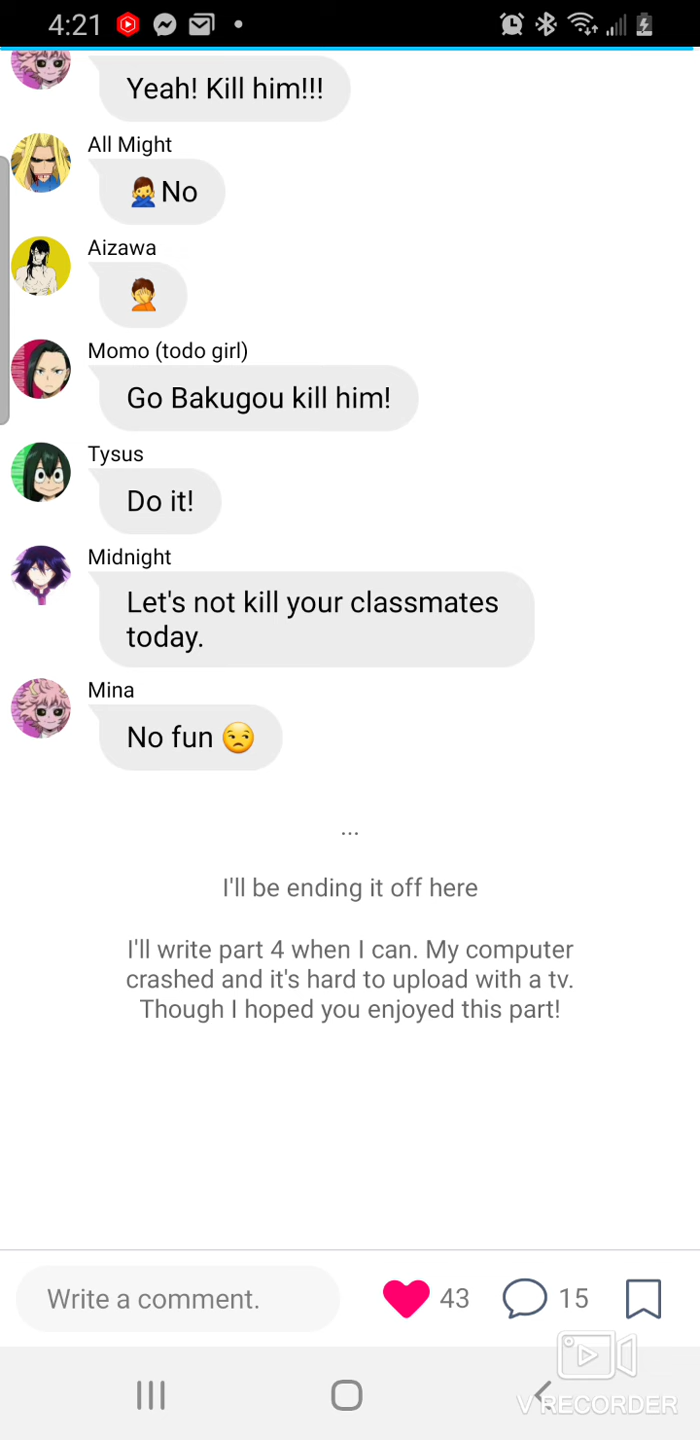 4:21
Yeah! Kill him!!!
All Might
🙅No
Aizawa
🤦
Momo (todo girl)
Go Bakugou kill him!
Tysus
Do it!
Midnight
Let's not kill your classmates
today.
Mina
No fun 😒
...
I'll be ending it off here
I'll write part 4 when I can. My computer
crashed and it's hard to upload with a tv.
Though I hoped you enjoyed this part!
Write a comment.
43
15
V RECORDER